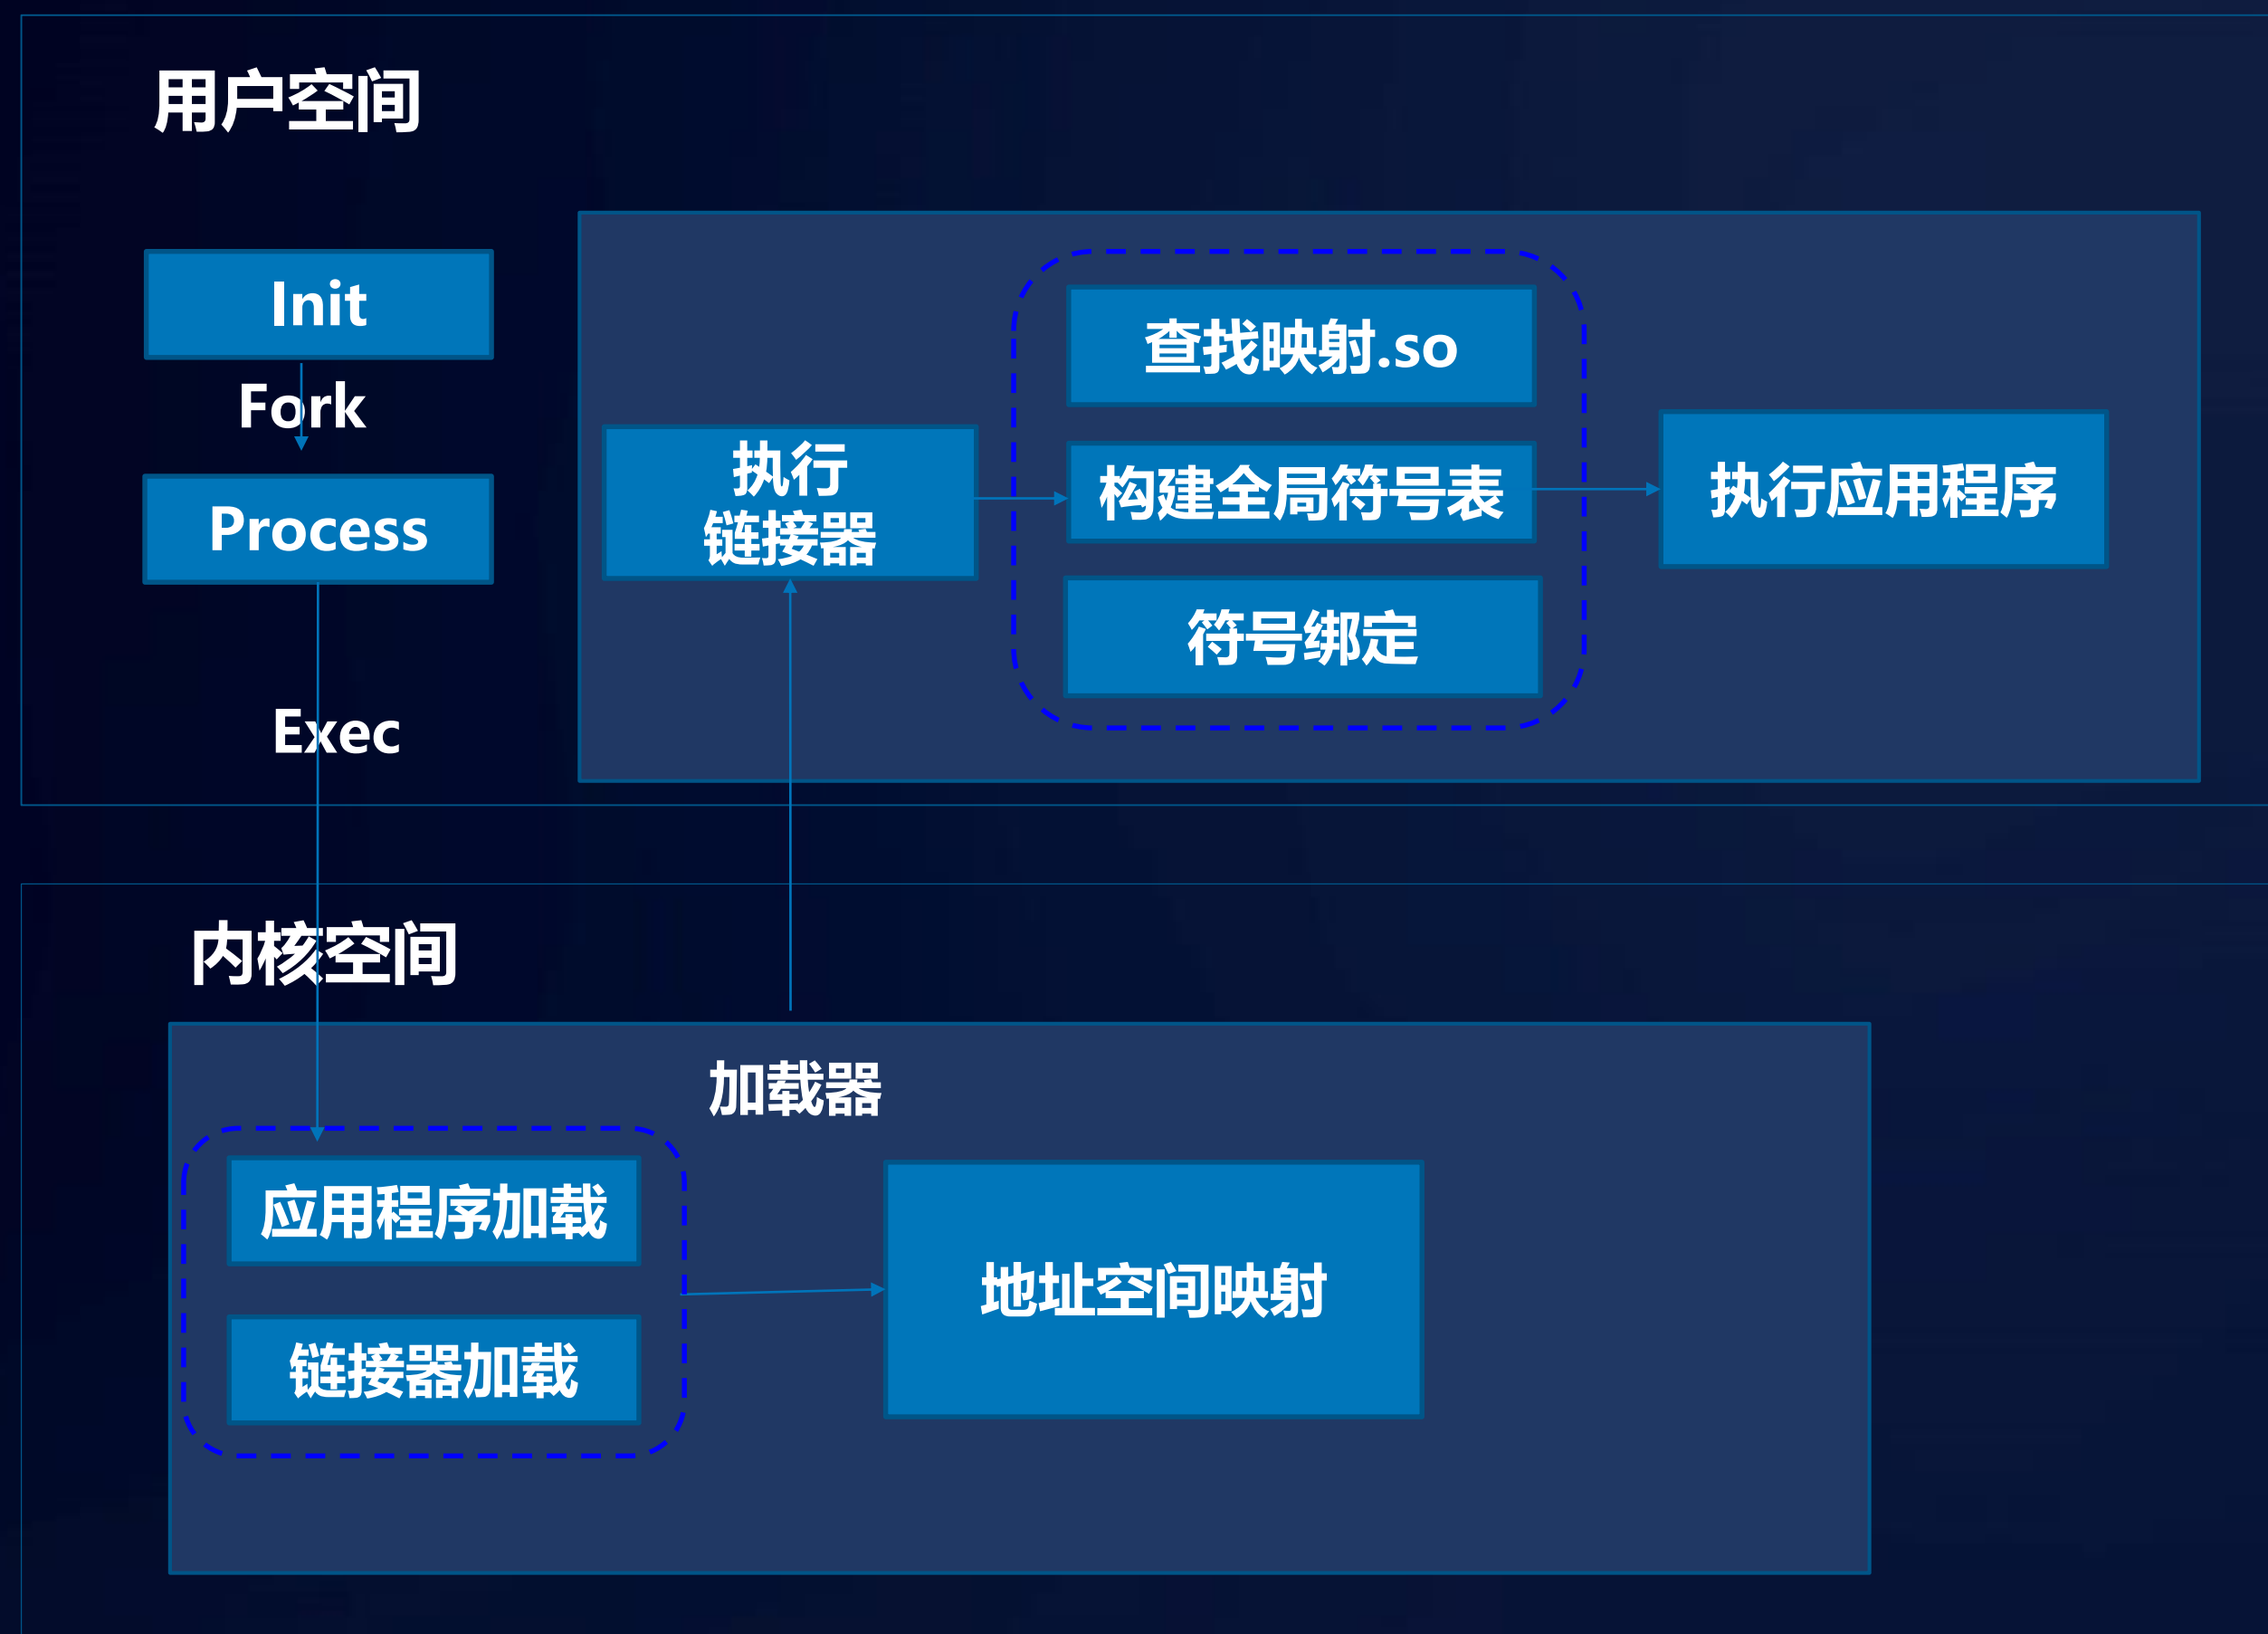 用户空间
Init
Fork
Process
Exec
执行
链接器
查找映射.so
构建全局符号表
符号绑定
执行应用程序
内核空间
加载器
应用程序加载
链接器加载
地址空间映射